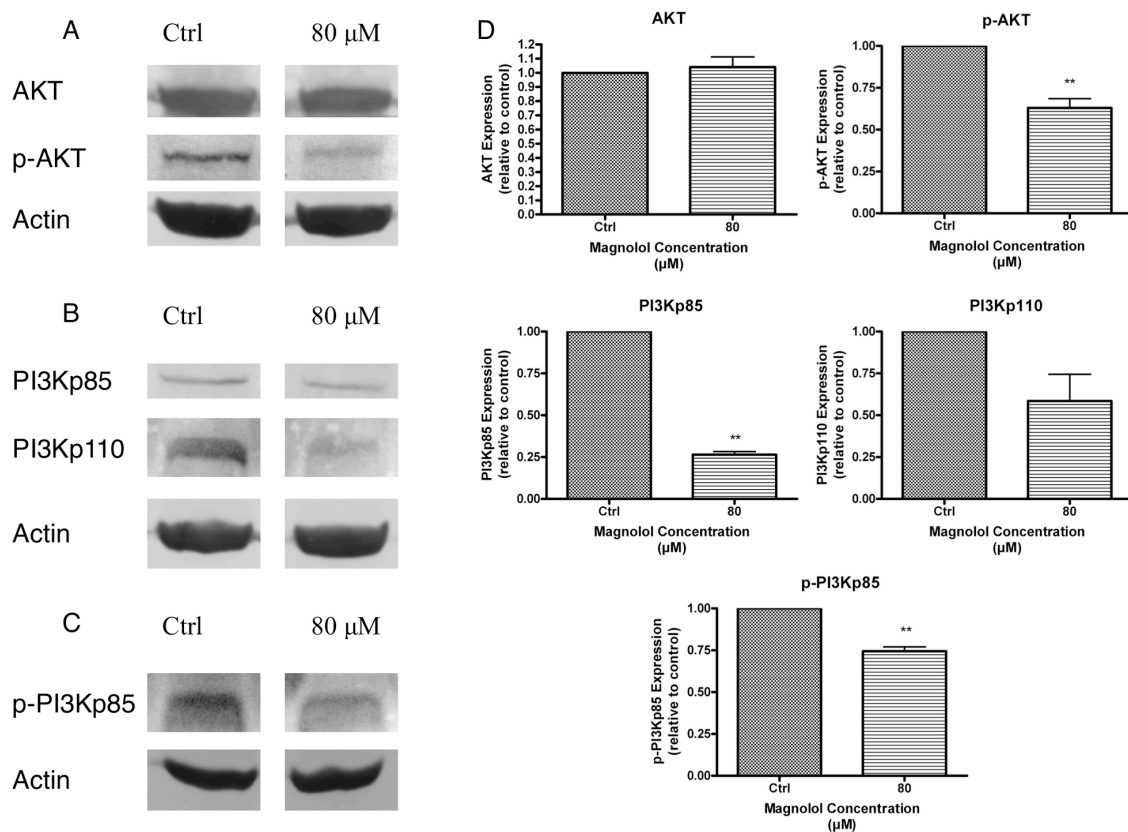 A
Ctrl 80 μM
AKT
p-AKT
Actin
B
Ctrl 80 μM
PI3Kp85
PI3Kp110
Actin
C
Ctrl 80 μM
p-PI3Kp85
Actin
D
AKT
AKT Expression
(relative to control)
1.2
1.1
1.0
0.9
0.8
0.7
0.6
0.5
0.4
0.3
0.2
0.1
0.0
Ctrl 80
Magnolol Concentration
(μM)
p-AKT
p-AKT Expression
(relative to control)
1.00
0.75
0.50
0.25
0.00
**
Ctrl 80
Magnolol Concentration
(μM)
PI3Kp85
PI3Kp85 Expression
(relative to control)
1.00
0.75
0.50
0.25
0.00
**
Ctrl 80
Magnolol Concentration
(μM)
PI3Kp110
PI3Kp110 Expression
(relative to control)
1.00
0.75
0.50
0.25
0.00
Ctrl 80
Magnolol Concentration
(μM)
p-PI3Kp85
p-PI3Kp85 Expression
(relative to control)
1.00
0.75
0.50
0.25
0.00
**
Ctrl 80
Magnolol Concentration
(μM)